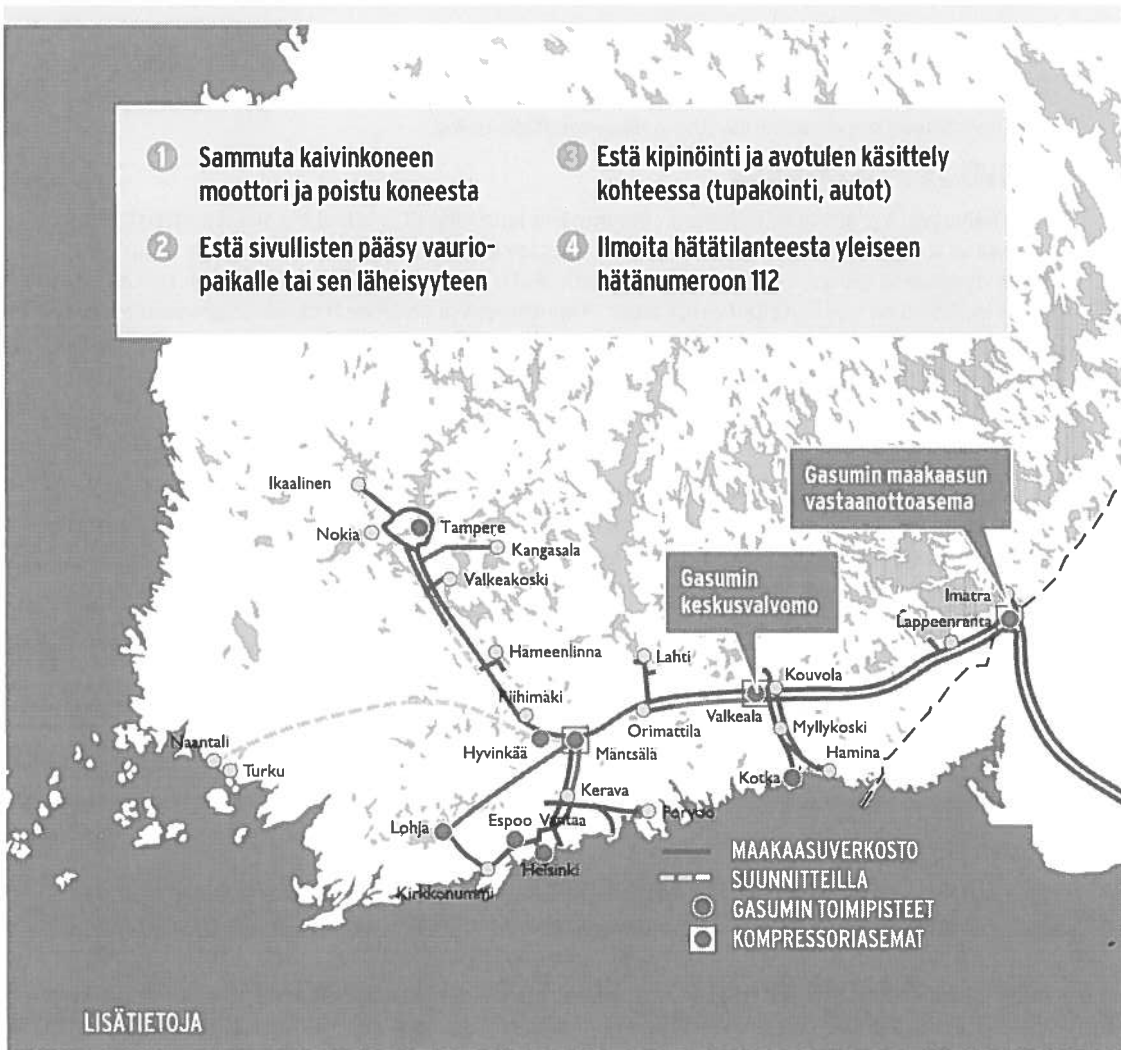 1 Sammuta kaivinkoneen
moottori ja poistu koneesta
2 Estä sivullisten pääsy vaurio-
paikalle tai sen läheisyyteen
3 Estä kipinöinti ja avotulen käsittely
kohteessa (tupakointi, autot)
4 Ilmoita hätätilanteesta yleiseen
hätänumeroon 112
Gasumin maakaasun
vastaanottoasema
Gasumin
keskusvalvomo
Ikaalinen
Nokia
Tampere
Kangasala
Valkeakoski
Hämeenlinna
Riihimäki
Hyvinkää
Mäntsälä
Lahti
Orimattila
Valkeala
Kouvola
Myllykoski
Hamina
Kotka
Imatra
Lappeenranta
Naantali
Turku
Lohja
Espoo
Vantaa
Kerava
Porvoo
Helsinki
Kirkkonummi
MAAKAASUVERKOSTO
SUUNNITTEILLA
GASUMIN TOIMIPISTEET
KOMPRESSORIASEMAT
LISÄTIETOJA